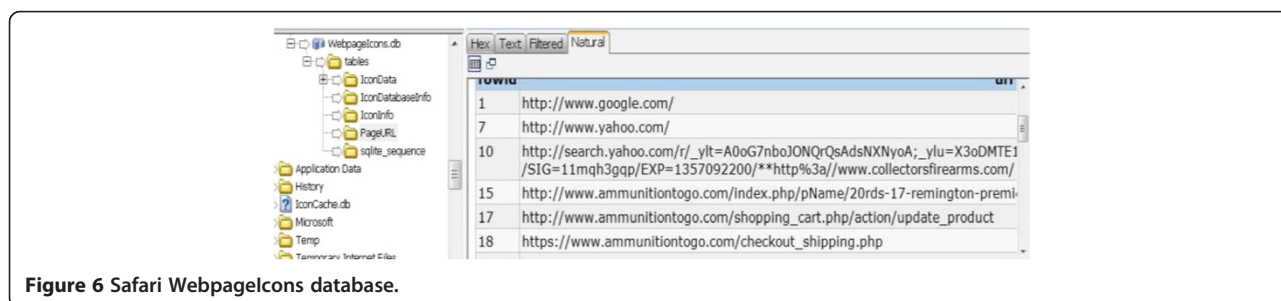 WebpageIcons.db
tables
IconData
IconDatabaseInfo
IconInfo
PageURL
sqlite_sequence
Application Data
History
IconCache.db
Microsoft
Temp
Temporary Internet Files
Hex Text Filtered Natural
rowid url
1 http://www.google.com/
7 http://www.yahoo.com/
10 http://search.yahoo.com/r/_ylt=A0oG7nboJONQrQsAdsNXNyoA;_ylu=X3oDMTE1
/SIG=11mqh3gqp/EXP=1357092200/**http%3a//www.collectorsfirearms.com/
15 http://www.ammunitiontogo.com/index.php/pName/20rds-17-remington-premi
17 http://www.ammunitiontogo.com/shopping_cart.php/action/update_product
18 https://www.ammunitiontogo.com/checkout_shipping.php
Figure 6 Safari WebpageIcons database.